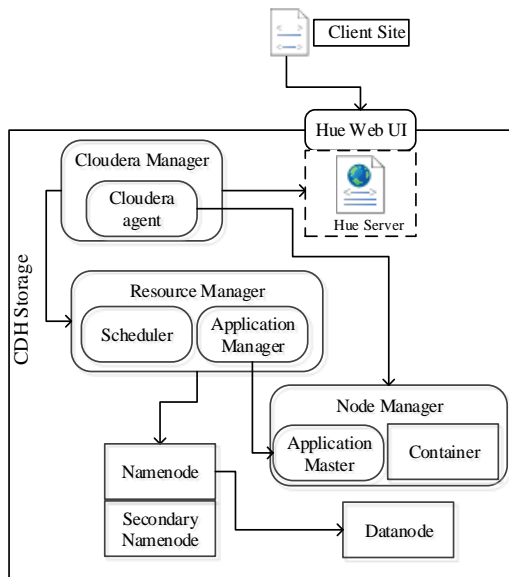 Client Site
Hue Web UI
Cloudera Manager
Cloudera
agent
Hue Server
CDH Storage
Resource Manager
Scheduler
Application
Manager
Node Manager
Application
Master
Container
Namenode
Secondary
Namenode
Datanode